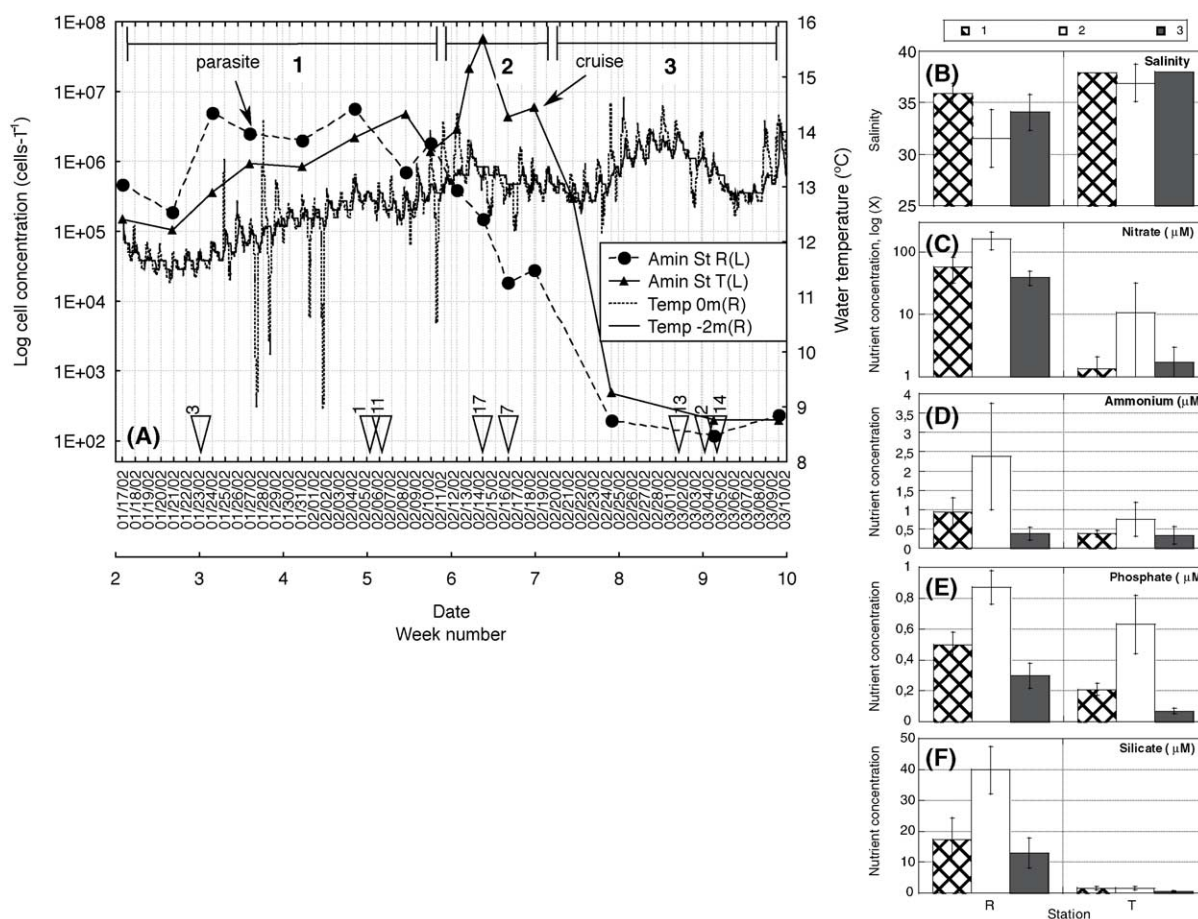 1E+08
1E+07
1E+06
1E+05
1E+04
1E+03
1E+02
Log cell concentration (cells-T¹)
16
15
14
13
12
11
10
9
8
Water temperature (°C)
1
2
3
parasite
cruise
Amin St R(L)
Amin St T(L)
Temp 0m(R)
Temp -2m(R)
(A)
3
1
11
17
7
13
2
14
01/17/02
01/18/02
01/19/02
01/20/02
01/21/02
01/22/02
01/23/02
01/24/02
01/25/02
01/26/02
01/27/02
01/28/02
01/29/02
01/30/02
01/31/02
02/01/02
02/02/02
02/03/02
02/04/02
02/05/02
02/06/02
02/07/02
02/08/02
02/09/02
02/10/02
02/11/02
02/12/02
02/13/02
02/14/02
02/15/02
02/16/02
02/17/02
02/18/02
02/19/02
02/20/02
02/21/02
02/22/02
02/23/02
02/24/02
02/25/02
02/26/02
02/27/02
02/28/02
03/01/02
03/02/02
03/03/02
03/04/02
03/05/02
03/06/02
03/07/02
03/08/02
03/09/02
03/10/02
2 3 4 5 6 7 8 9 10
Date
Week number
1 2 3
(B)
Salinity
40
35
30
25
Salinity
(C)
Nitrate (µM)
100
10
1
Nutrient concentration, log (X)
(D)
Ammonium (µM
4
3,5
3
2,5
2
1,5
1
0,5
0
Nutrient concentration
(E)
Phosphate (µM
1
0,8
0,6
0,4
0,2
0
Nutrient concentration
(F)
Silicate (µM)
50
40
30
20
10
0
Nutrient concentration
R T
Station